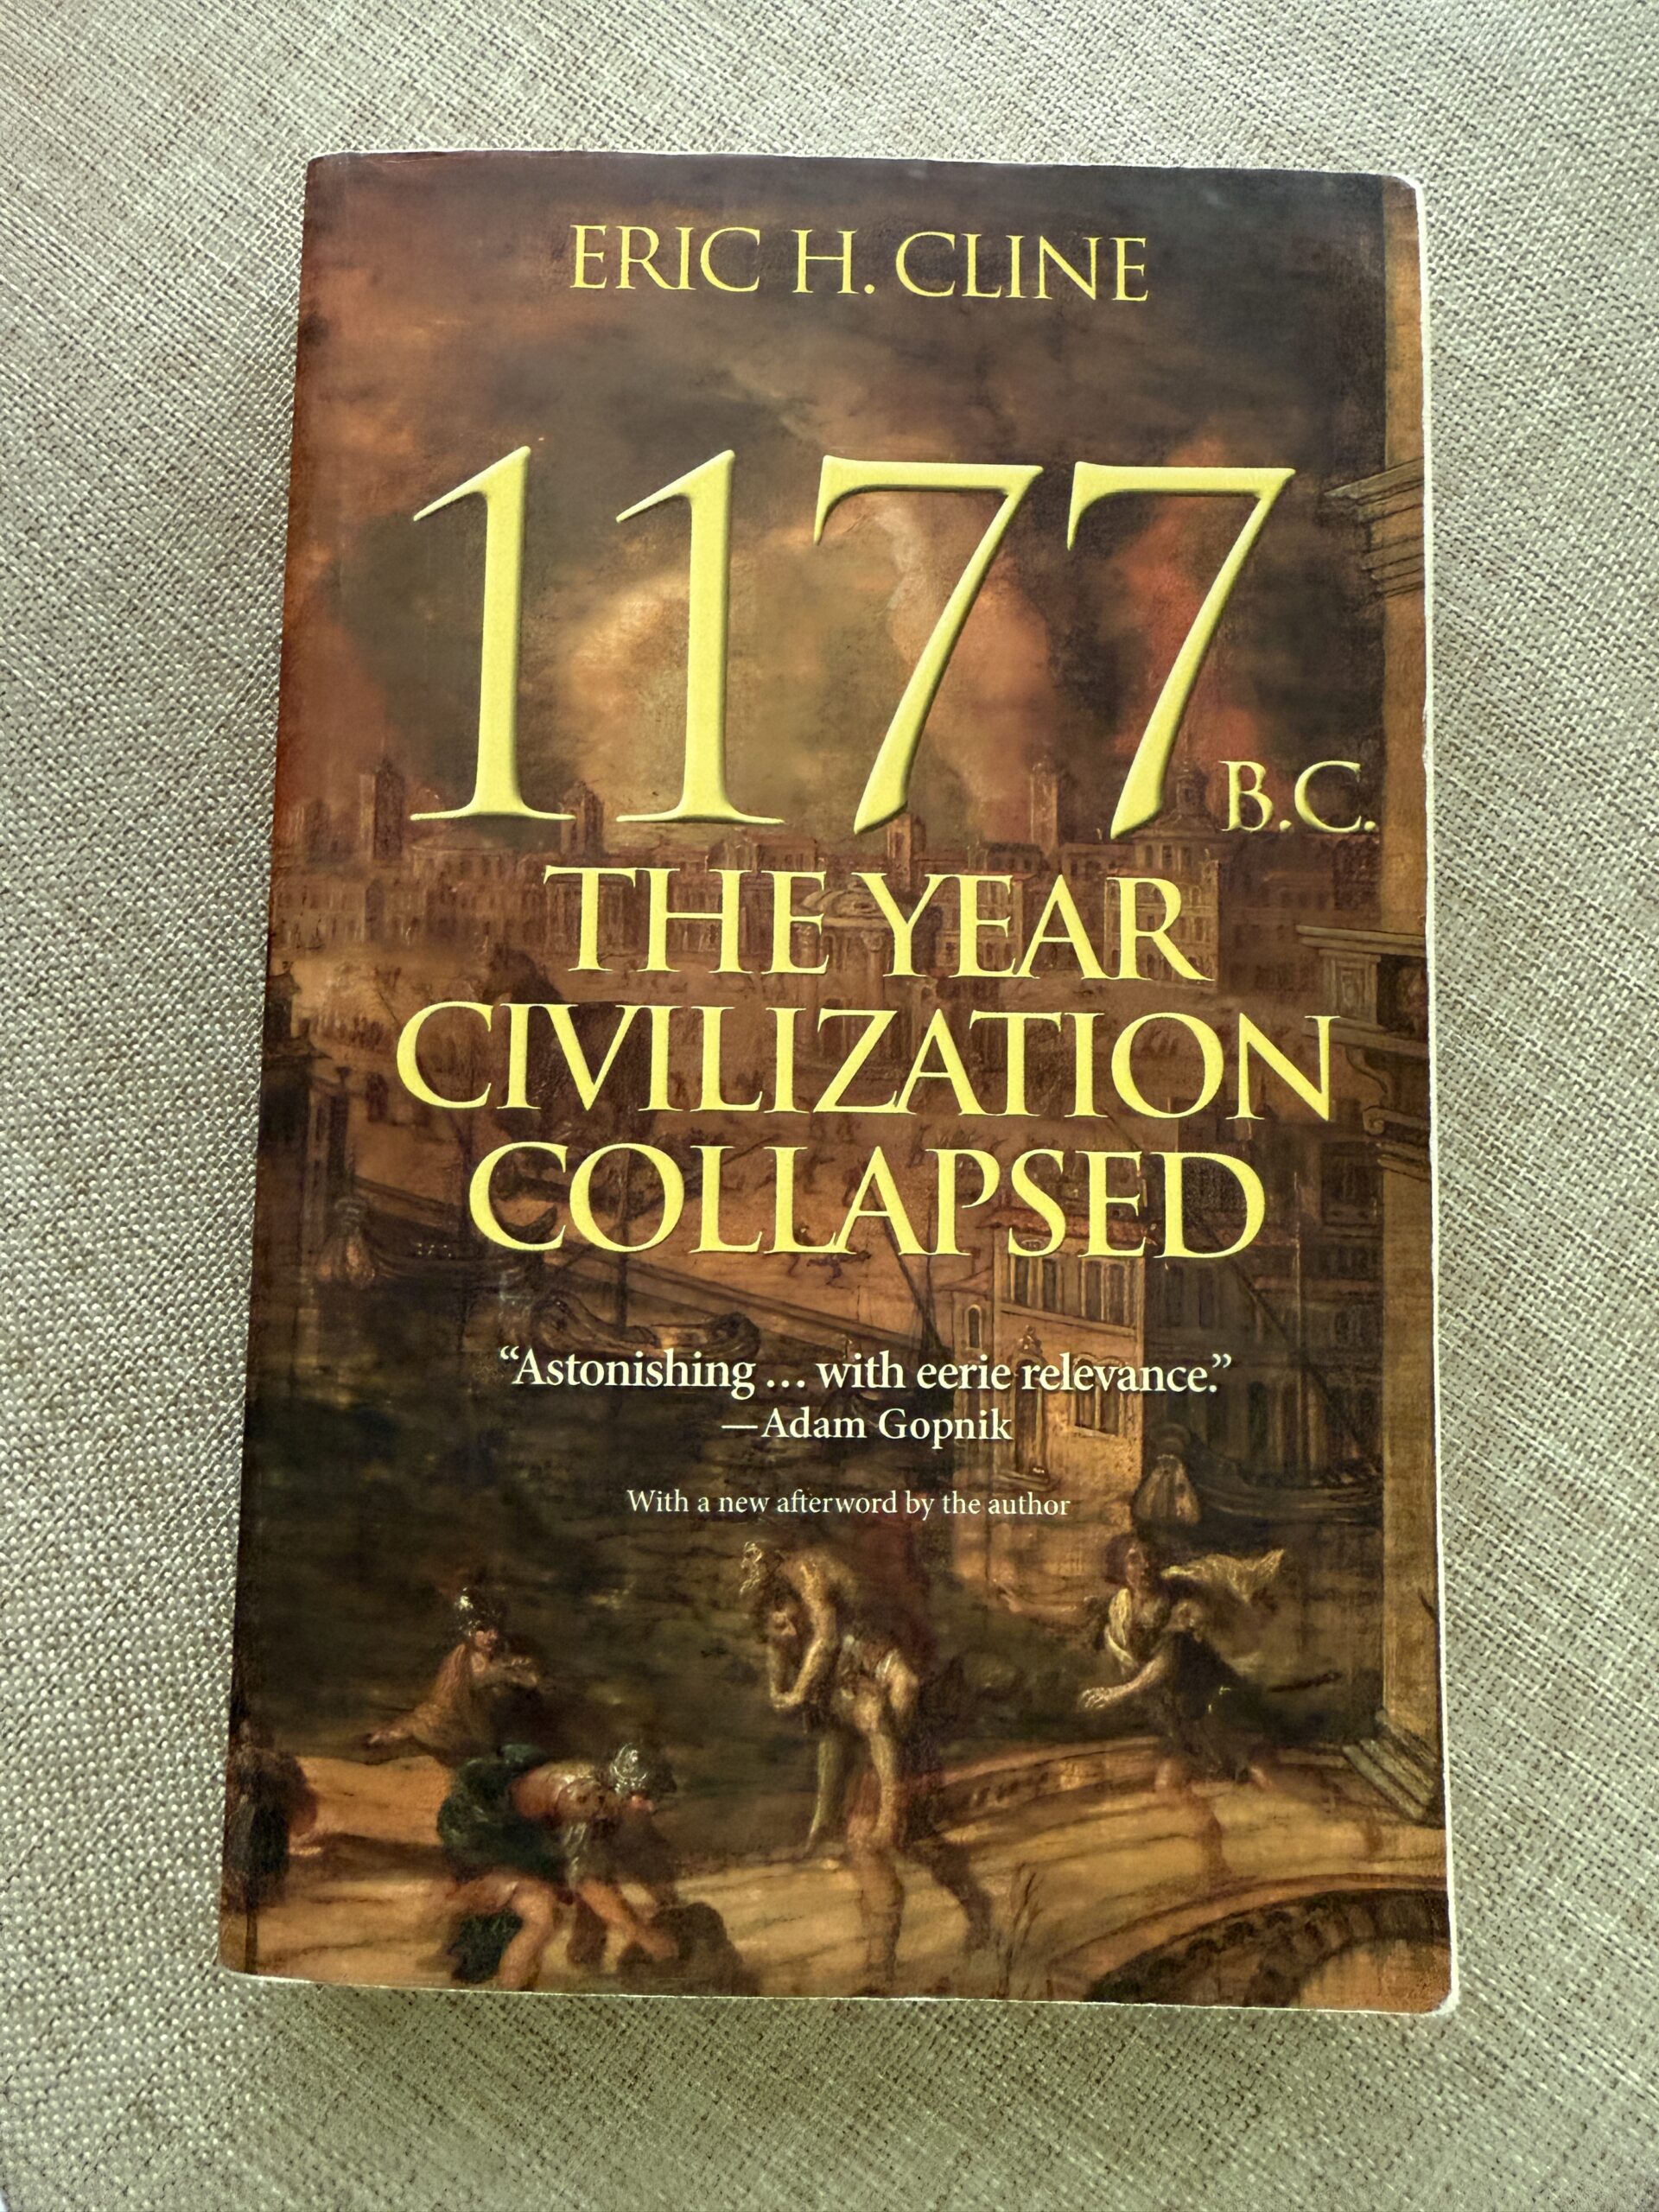 ERIC H. CLINE
1177 B.C.
THE YEAR
CIVILIZATION
COLLAPSED
“Astonishing ... with eerie relevance.”
—Adam Gopnik
With a new afterword by the author